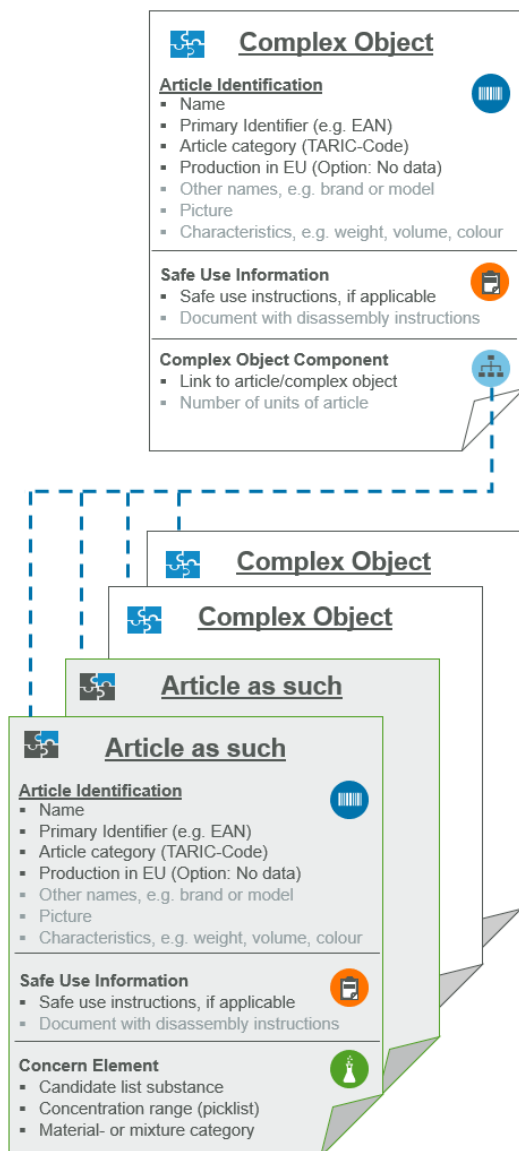 Complex Object
Article Identification
▪ Name
▪ Primary Identifier (e.g. EAN)
▪ Article category (TARIC-Code)
▪ Production in EU (Option: No data)
▪ Other names, e.g. brand or model
▪ Picture
▪ Characteristics, e.g. weight, volume, colour
Safe Use Information
▪ Safe use instructions, if applicable
▪ Document with disassembly instructions
Complex Object Component
▪ Link to article/complex object
▪ Number of units of article
Complex Object
Complex Object
Article as such
Article as such
Article Identification
▪ Name
▪ Primary Identifier (e.g. EAN)
▪ Article category (TARIC-Code)
▪ Production in EU (Option: No data)
▪ Other names, e.g. brand or model
▪ Picture
▪ Characteristics, e.g. weight, volume, colour
Safe Use Information
▪ Safe use instructions, if applicable
▪ Document with disassembly instructions
Concern Element
▪ Candidate list substance
▪ Concentration range (picklist)
▪ Material- or mixture category